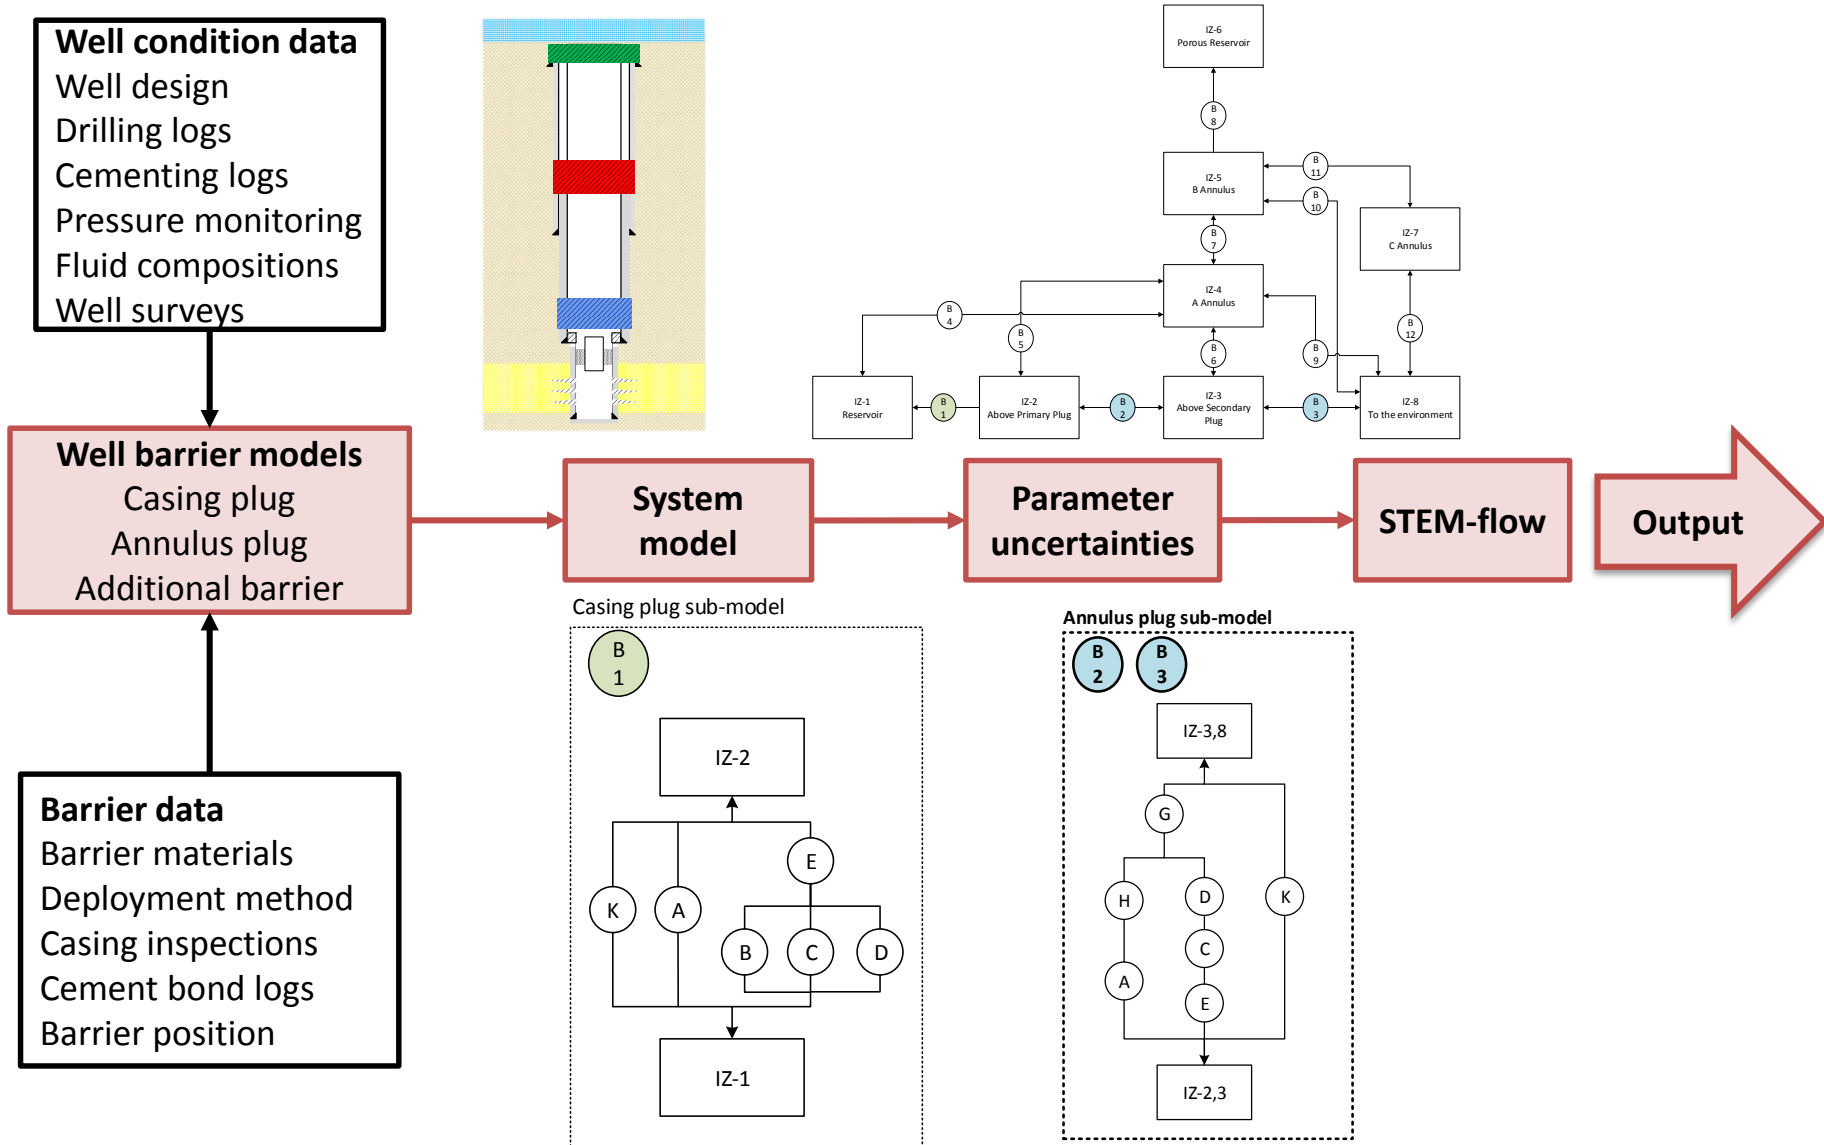 Well condition data
Well design
Drilling logs
Cementing logs
Pressure monitoring
Fluid compositions
Well surveys
IZ-6
Porous Reservoir
B
8
IZ-5
B Annulus
B
11
B
10
B
7
IZ-7
C Annulus
IZ-4
A Annulus
B
4
B
5
B
6
B
9
B
12
IZ-1
Reservoir
B
1
IZ-2
Above Primary Plug
B
2
IZ-3
Above Secondary
Plug
B
3
IZ-8
To the environment
Well barrier models
Casing plug
Annulus plug
Additional barrier
System
model
Parameter
uncertainties
STEM-flow
Output
Barrier data
Barrier materials
Deployment method
Casing inspections
Cement bond logs
Barrier position
Casing plug sub-model
B
1
IZ-2
E
K
A
B
C
D
IZ-1
Annulus plug sub-model
B
2
B
3
IZ-3,8
G
H
D
K
C
A
E
IZ-2,3